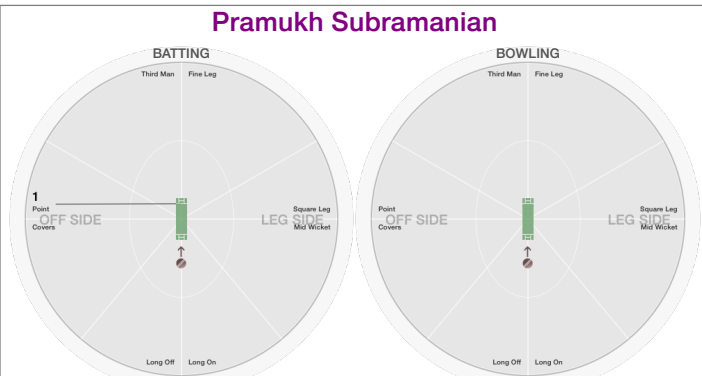 Pramukh Subramanian
BATTING
Third Man
Fine Leg
1
Point
OFF SIDE
Covers
Square Leg
LEG SIDE
Mid Wicket
Long Off
Long On
BOWLING
Third Man
Fine Leg
Point
OFF SIDE
Covers
Square Leg
LEG SIDE
Mid Wicket
Long Off
Long On